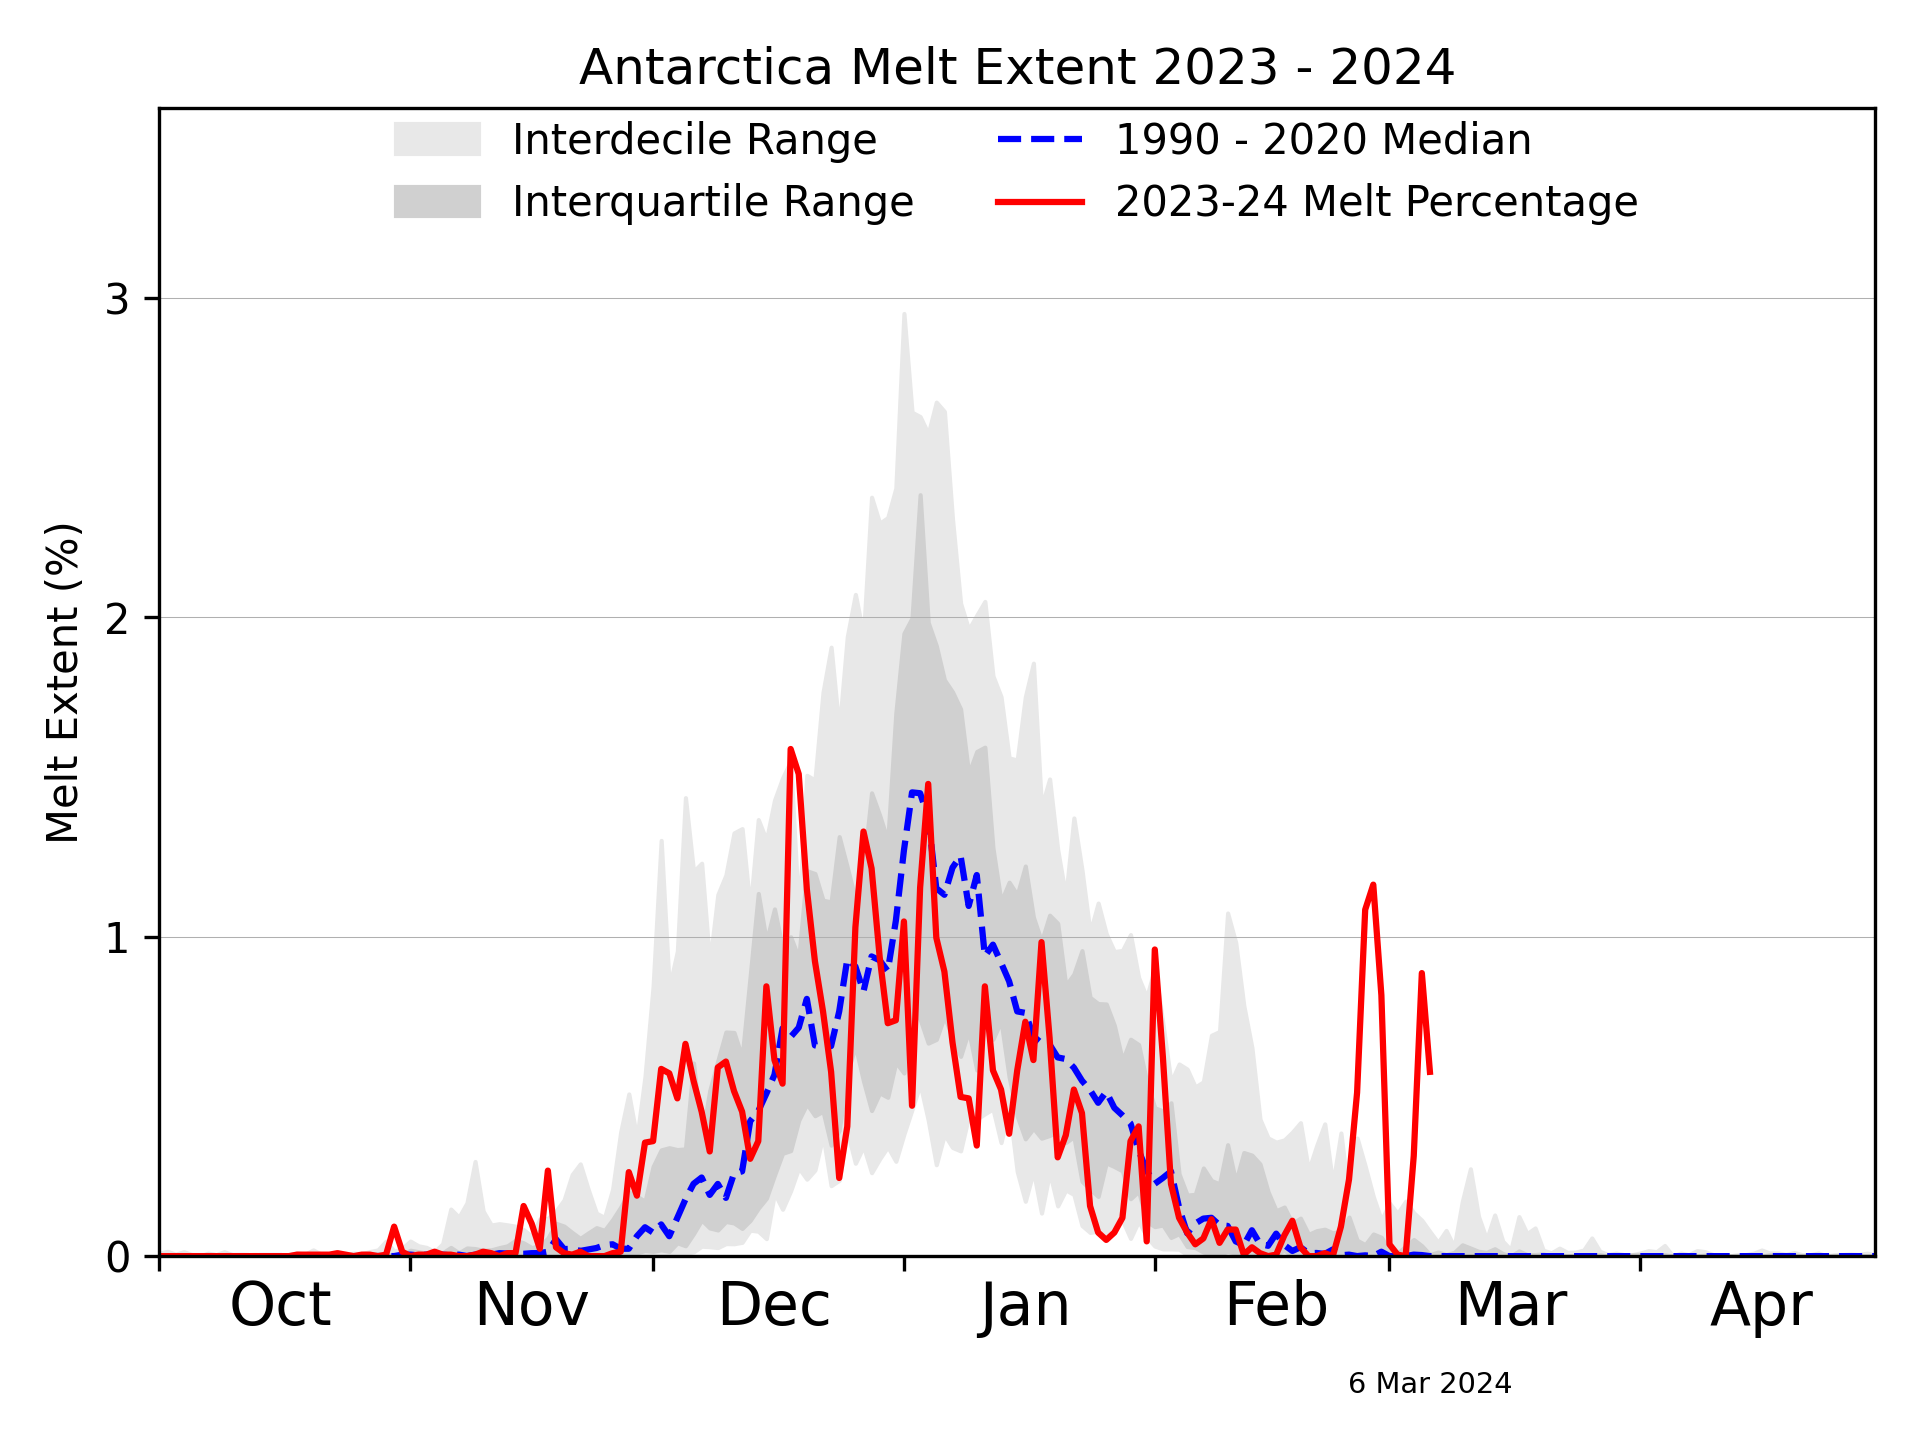 Antarctica Melt Extent 2023 - 2024
Interdecile Range
1990 - 2020 Median
Interquartile Range
2023-24 Melt Percentage
3
2
1
0
Melt Extent (%)
Oct Nov Dec Jan Feb Mar Apr
6 Mar 2024